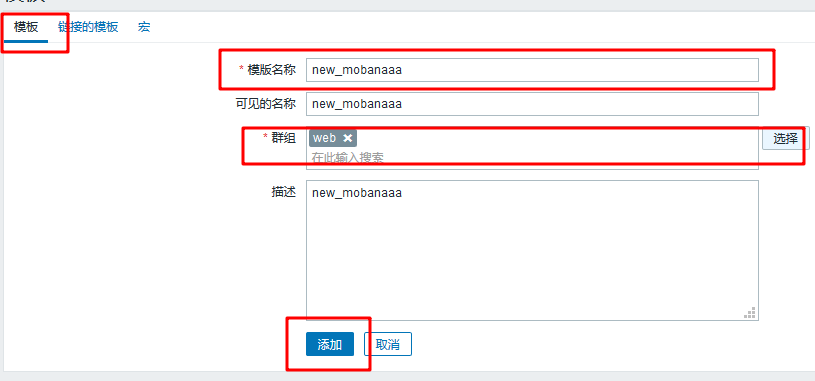 模板 链接的模板 宏
* 模版名称 new_mobanaaa
可见的名称 new_mobanaaa
* 群组 web 选择
在此输入搜索
描述 new_mobanaaa
添加 取消